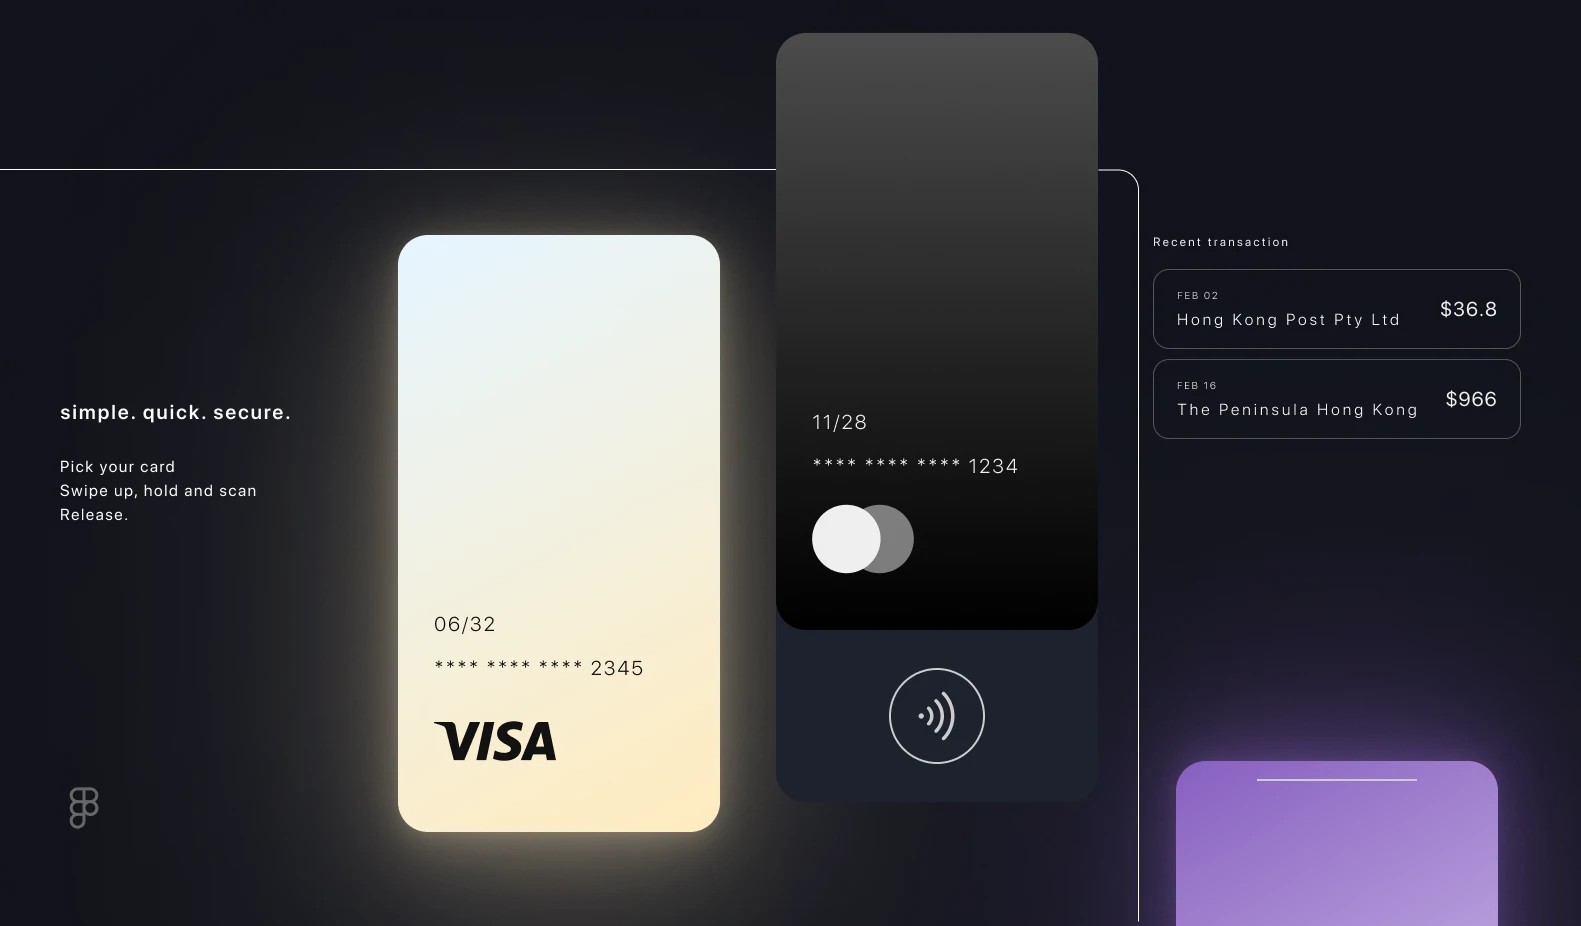 simple. quick. secure.
Pick your card
Swipe up, hold and scan
Release.
06/32
**** **** **** 2345
VISA
11/28
**** **** **** 1234
Recent transaction
FEB 02
Hong Kong Post Pty Ltd
$36.8
FEB 16
The Peninsula Hong Kong
$966